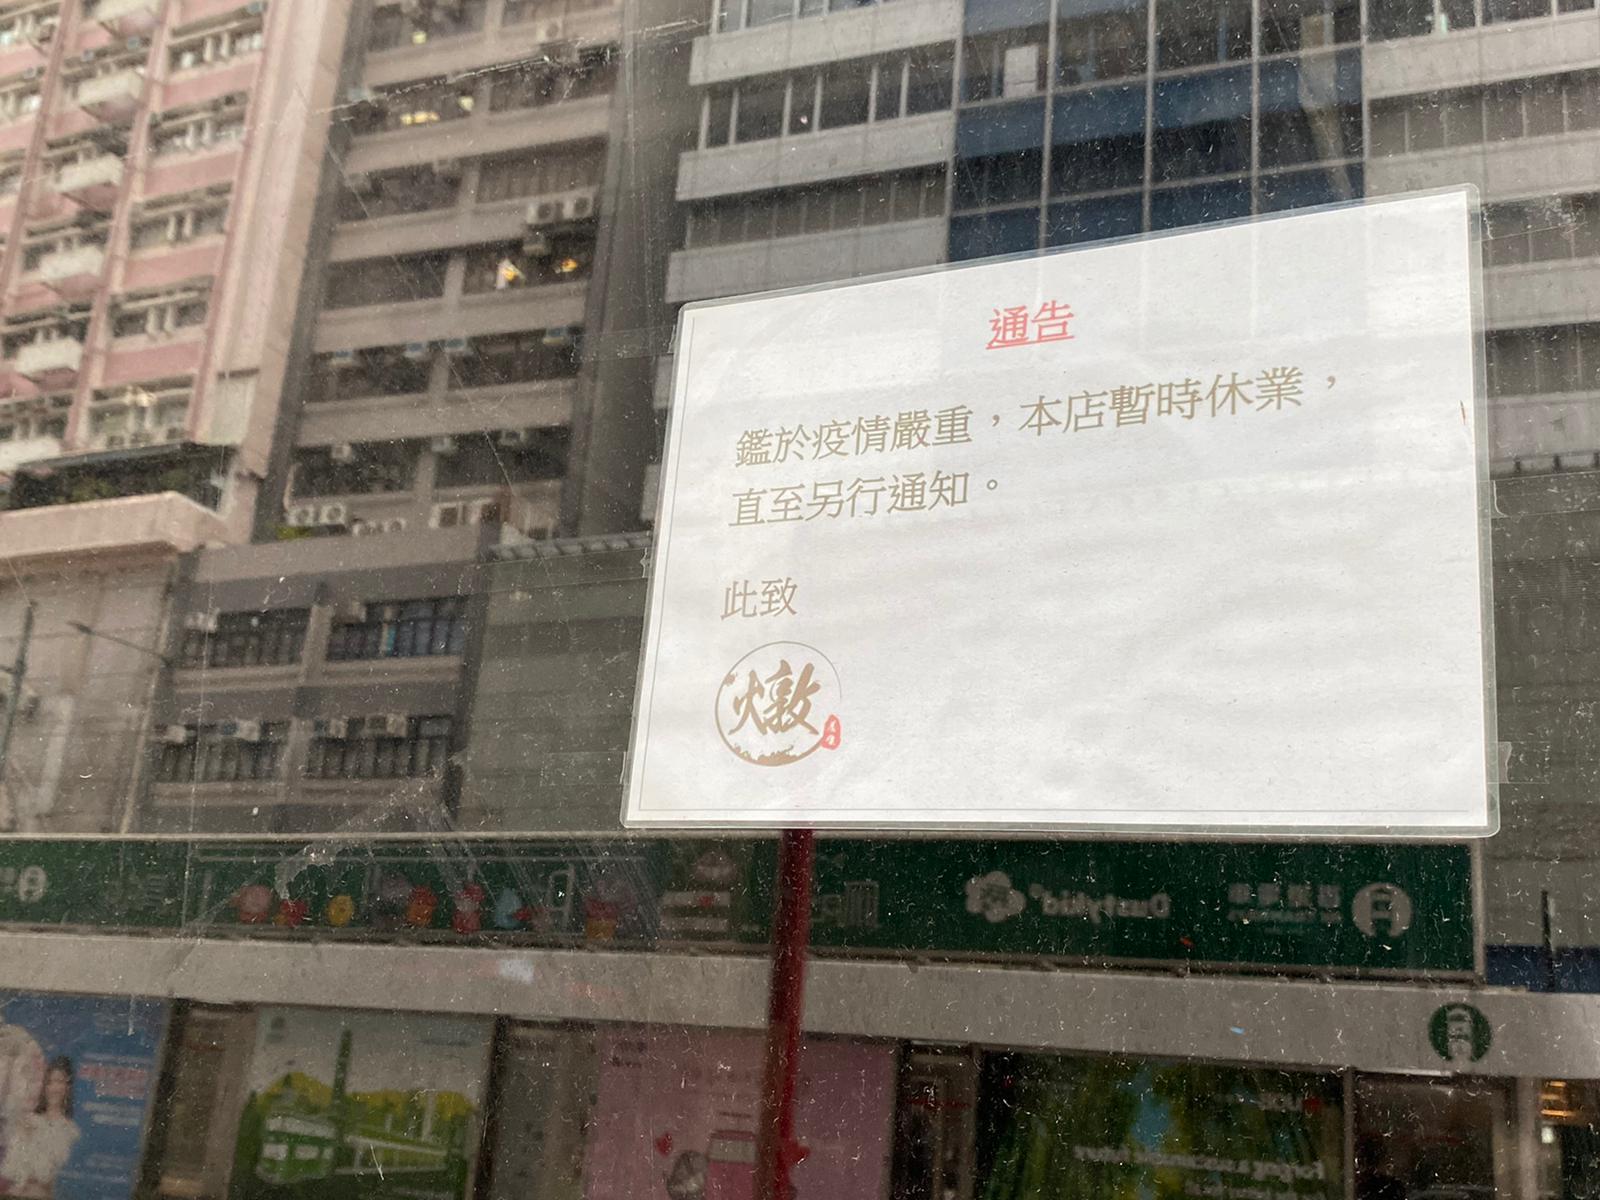 通告
鑑於疫情嚴重，本店暫時休業，
直至另行通知。
此致
燉
Dustykid